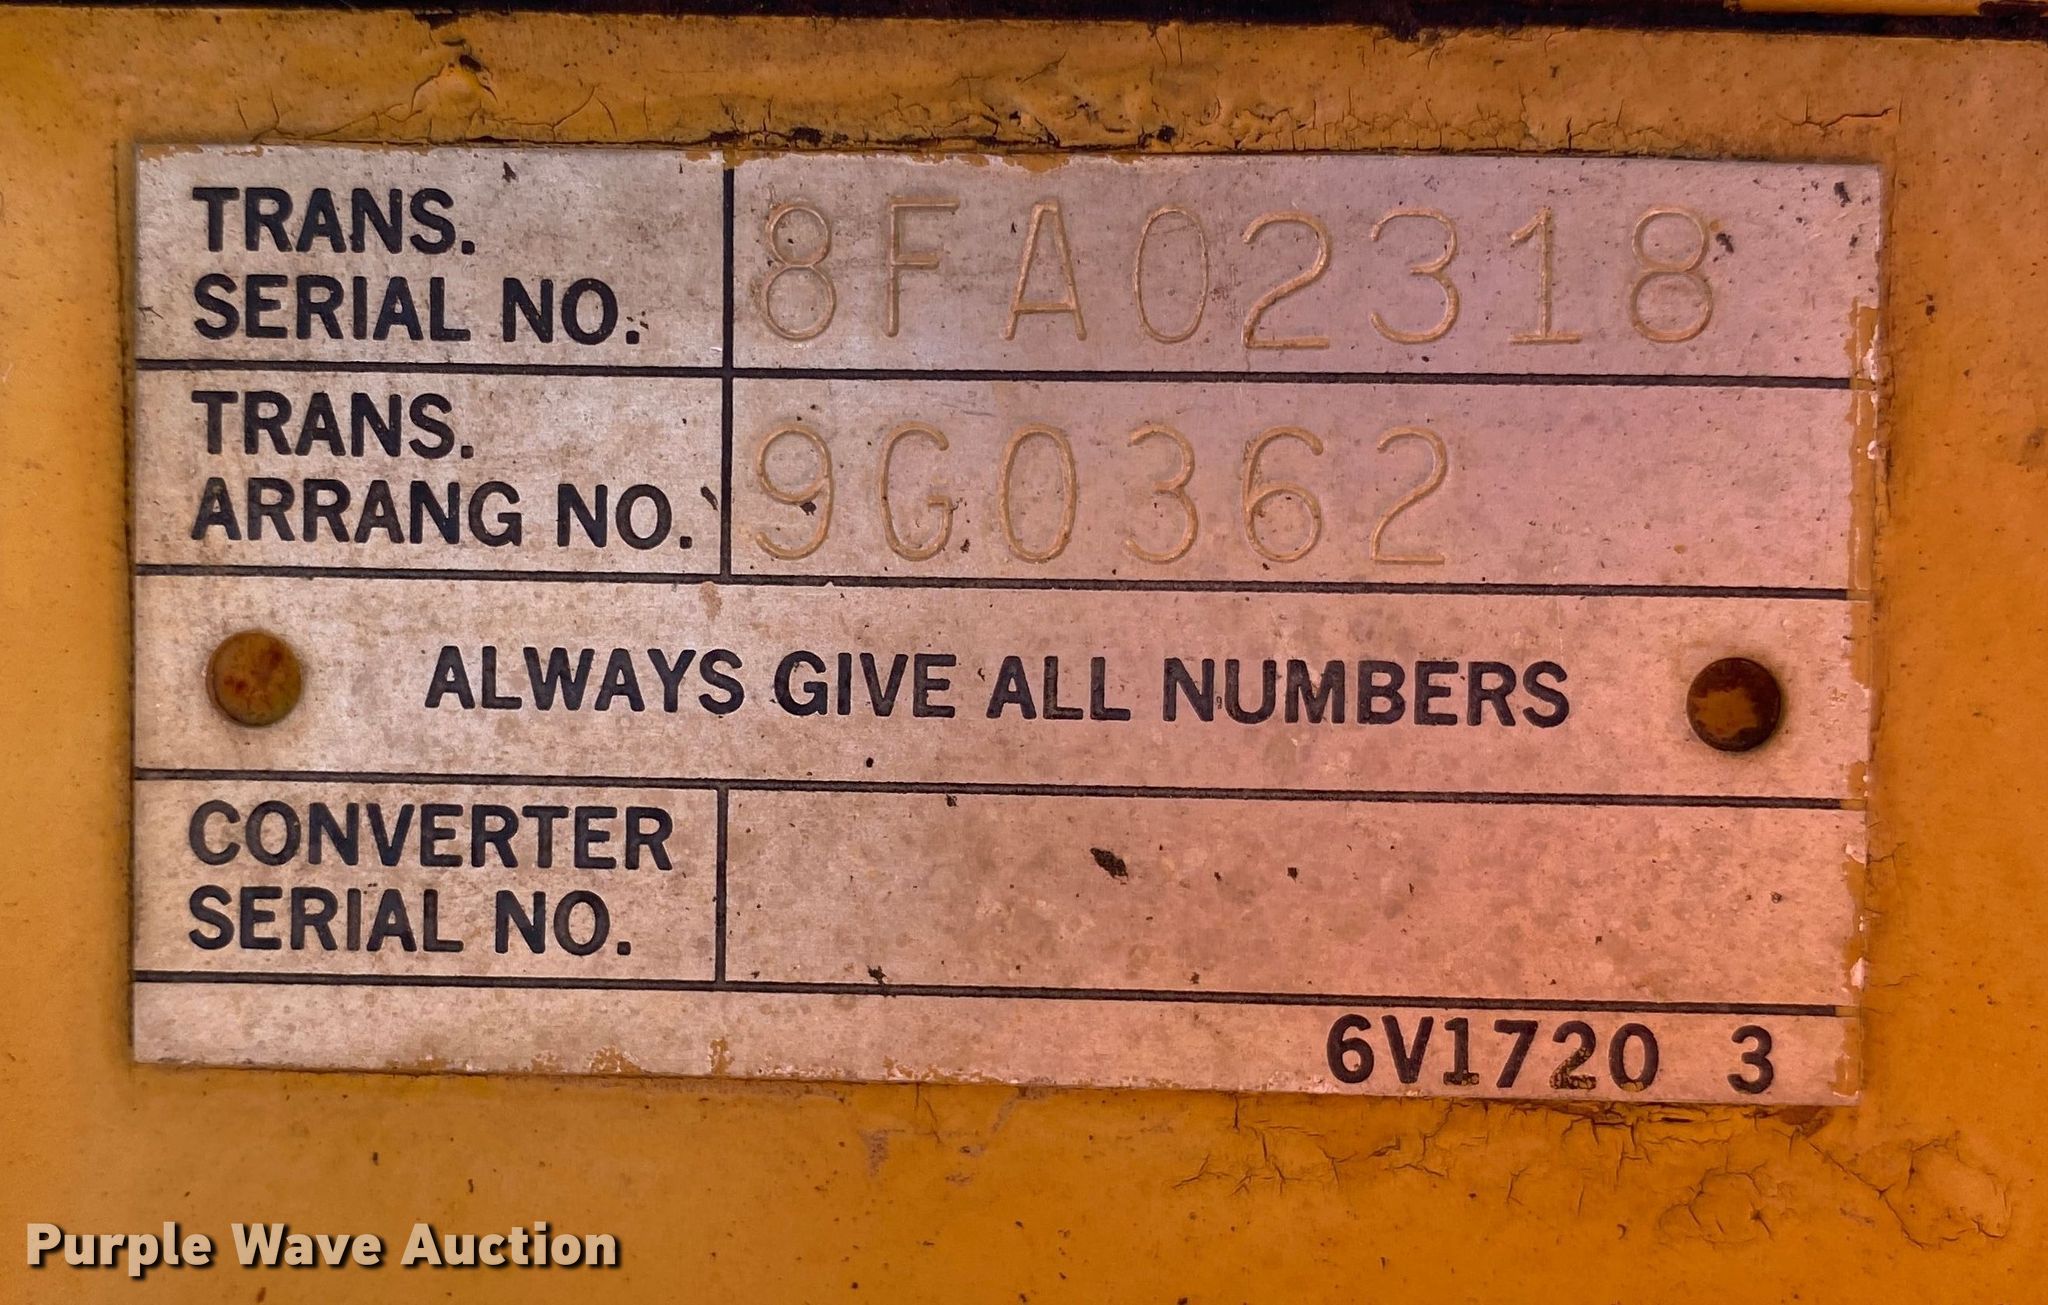 TRANS.
SERIAL NO.
8FA02318
TRANS.
ARRANG NO.
9G0362
ALWAYS GIVE ALL NUMBERS
CONVERTER
SERIAL NO.
6V1720 3
Purple Wave Auction